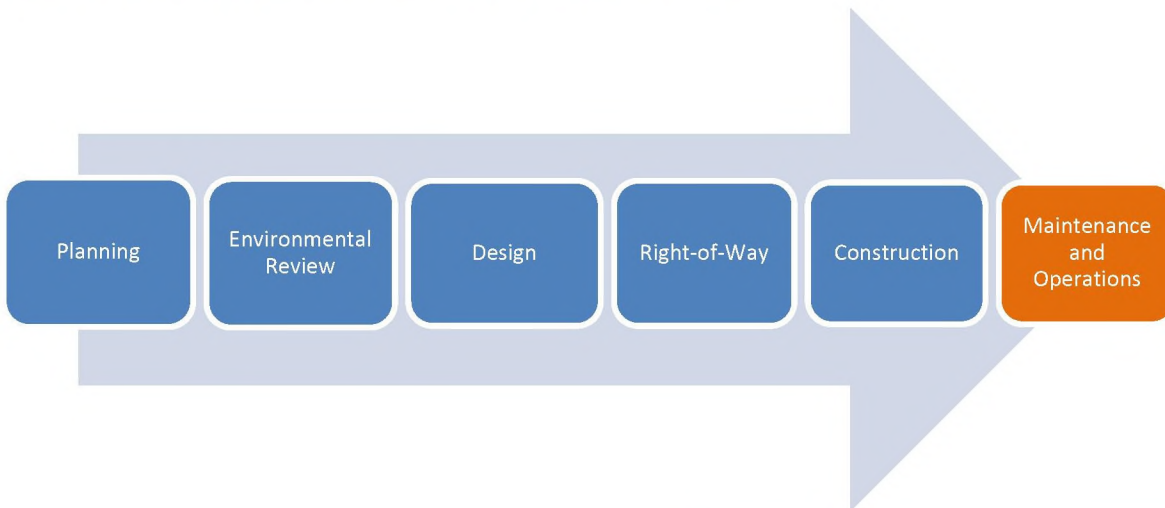 Planning
Environmental
Review
Design
Right-of-Way
Construction
Maintenance
and
Operations